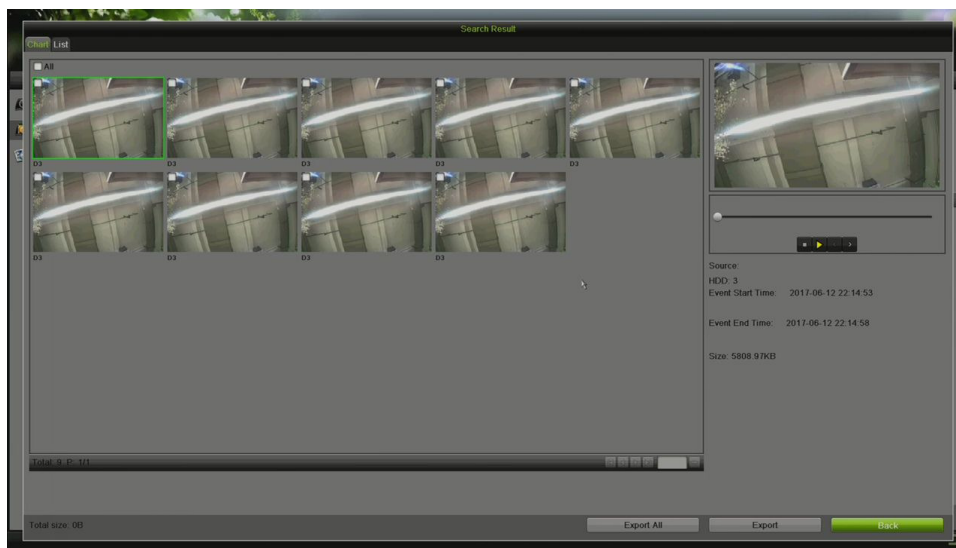 Search Result
Chart List
All
D3 D3 D3 D3 D3
D3 D3 D3 D3
Source:
HDD: 3
Event Start Time: 2017-06-12 22:14:53
Event End Time: 2017-06-12 22:14:58
Size: 5808.97KB
Total: 9 P: 1/1
Total size: 0B
Export All Export Back